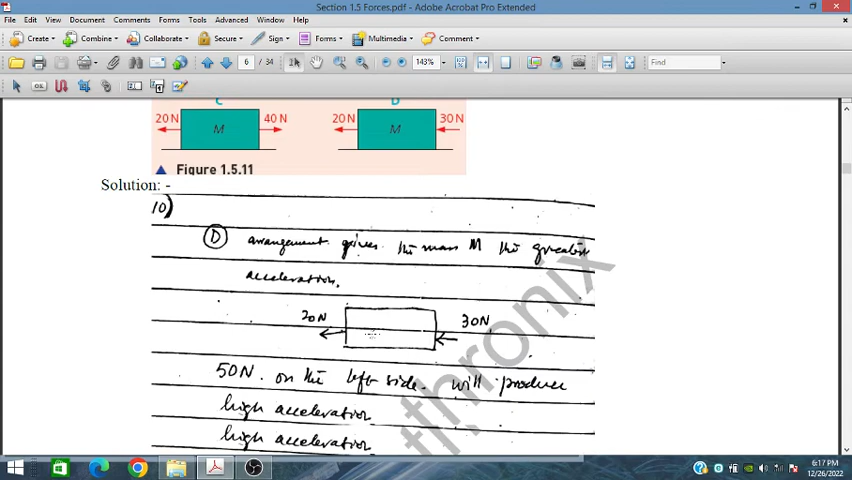 Section 1.5 Forces.pdf - Adobe Acrobat Pro Extended
File Edit View Document Comments Forms Tools Advanced Window Help
Create Combine Collaborate Secure Sign Forms Multimedia Comment
6 / 34 143% Find
C D
20 N M 40 N 20 N M 30 N
Figure 1.5.11
Solution: -
10)
D arrangement gives the mass M the greatest
acceleration.
20N 30N
50N. on the left side. will produce
high acceleration
high acceleration
thronix
6:17 PM
12/26/2022